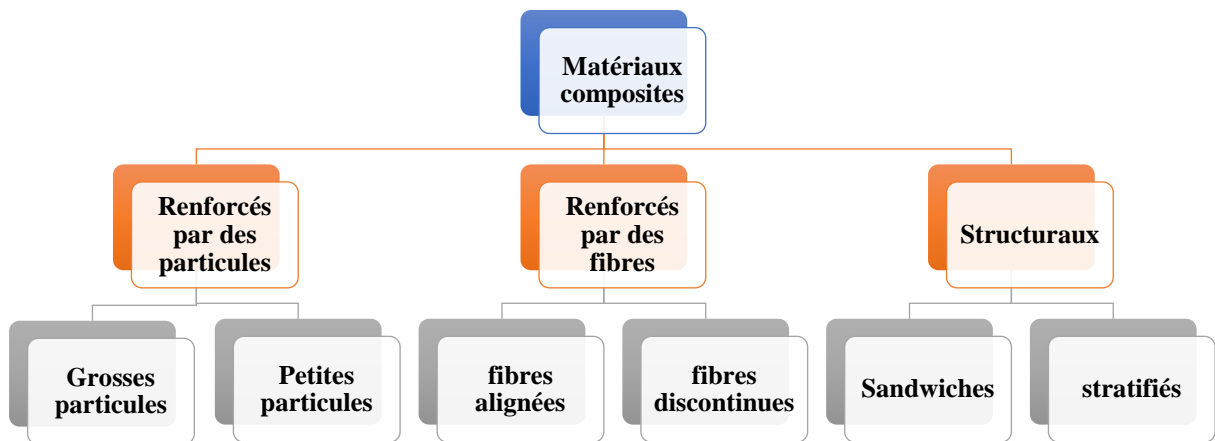 Matériaux
composites
Renforcés
par des
particules
Renforcés
par des
fibres
Structuraux
Grosses
particules
Petites
particules
fibres
alignées
fibres
discontinues
Sandwiches
stratifiés